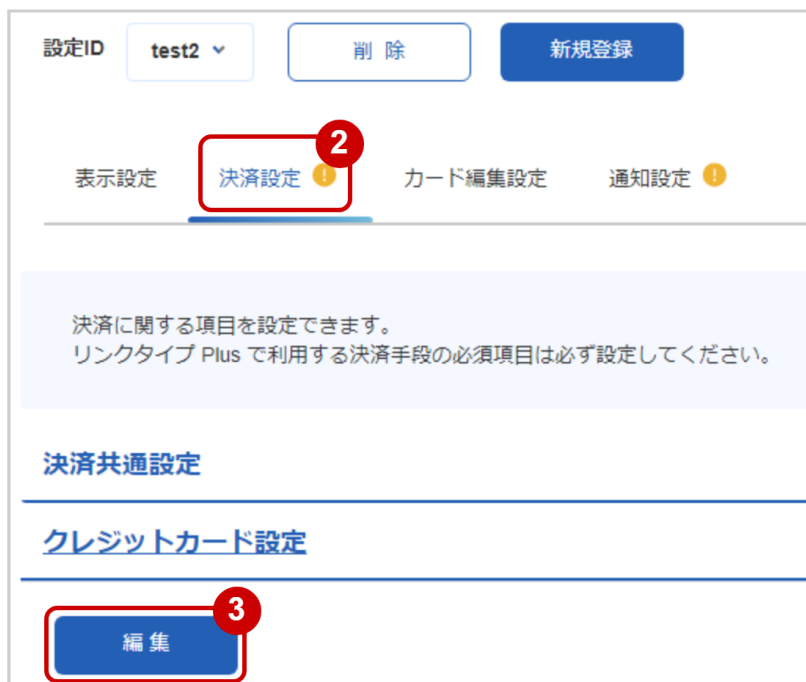 設定ID test2 削 除 新規登録
2
表示設定 決済設定 ! カード編集設定 通知設定 !
決済に関する項目を設定できます。
リンクタイプ Plus で利用する決済手段の必須項目は必ず設定してください。
決済共通設定
クレジットカード設定
3
編 集